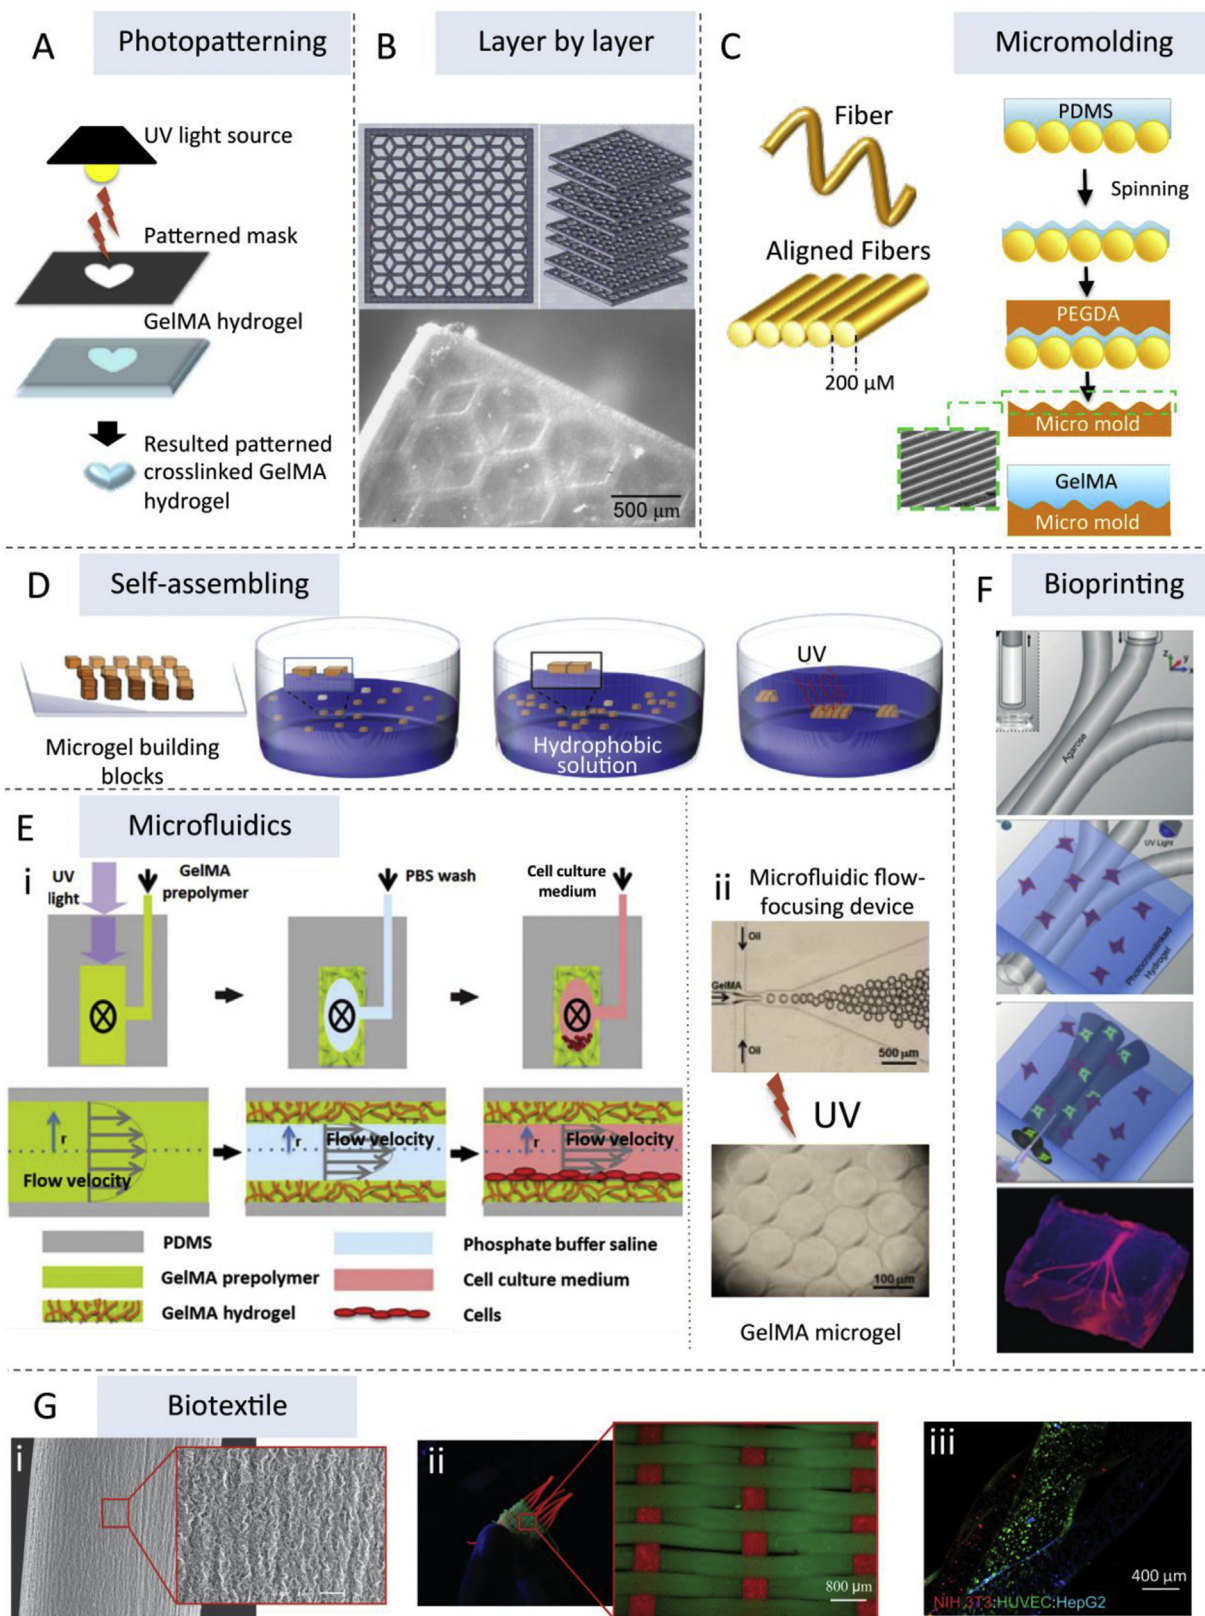 A
Photopatterning
UV light source
Patterned mask
GelMA hydrogel
Resulted patterned
crosslinked GelMA
hydrogel
B
Layer by layer
500 μm
C
Micromolding
Fiber
Aligned Fibers
200 μM
PDMS
Spinning
PEGDA
Micro mold
GelMA
Micro mold
D
Self-assembling
Microgel building
blocks
Hydrophobic
solution
UV
E
Microfluidics
i
UV
light
GelMA
prepolymer
PBS wash
Cell culture
medium
r
Flow velocity
r
Flow velocity
r
Flow velocity
PDMS
GelMA prepolymer
GelMA hydrogel
Phosphate buffer saline
Cell culture medium
Cells
ii
Microfluidic flow-
focusing device
Oil
GelMA
Oil
500 μm
UV
100 μm
GelMA microgel
F
Bioprinting
z
y
x
Agarose
UV Light
Photocrosslinked
Hydrogel
G
Biotextile
i
ii
800 μm
iii
400 μm
NIH 3T3:HUVEC:HepG2